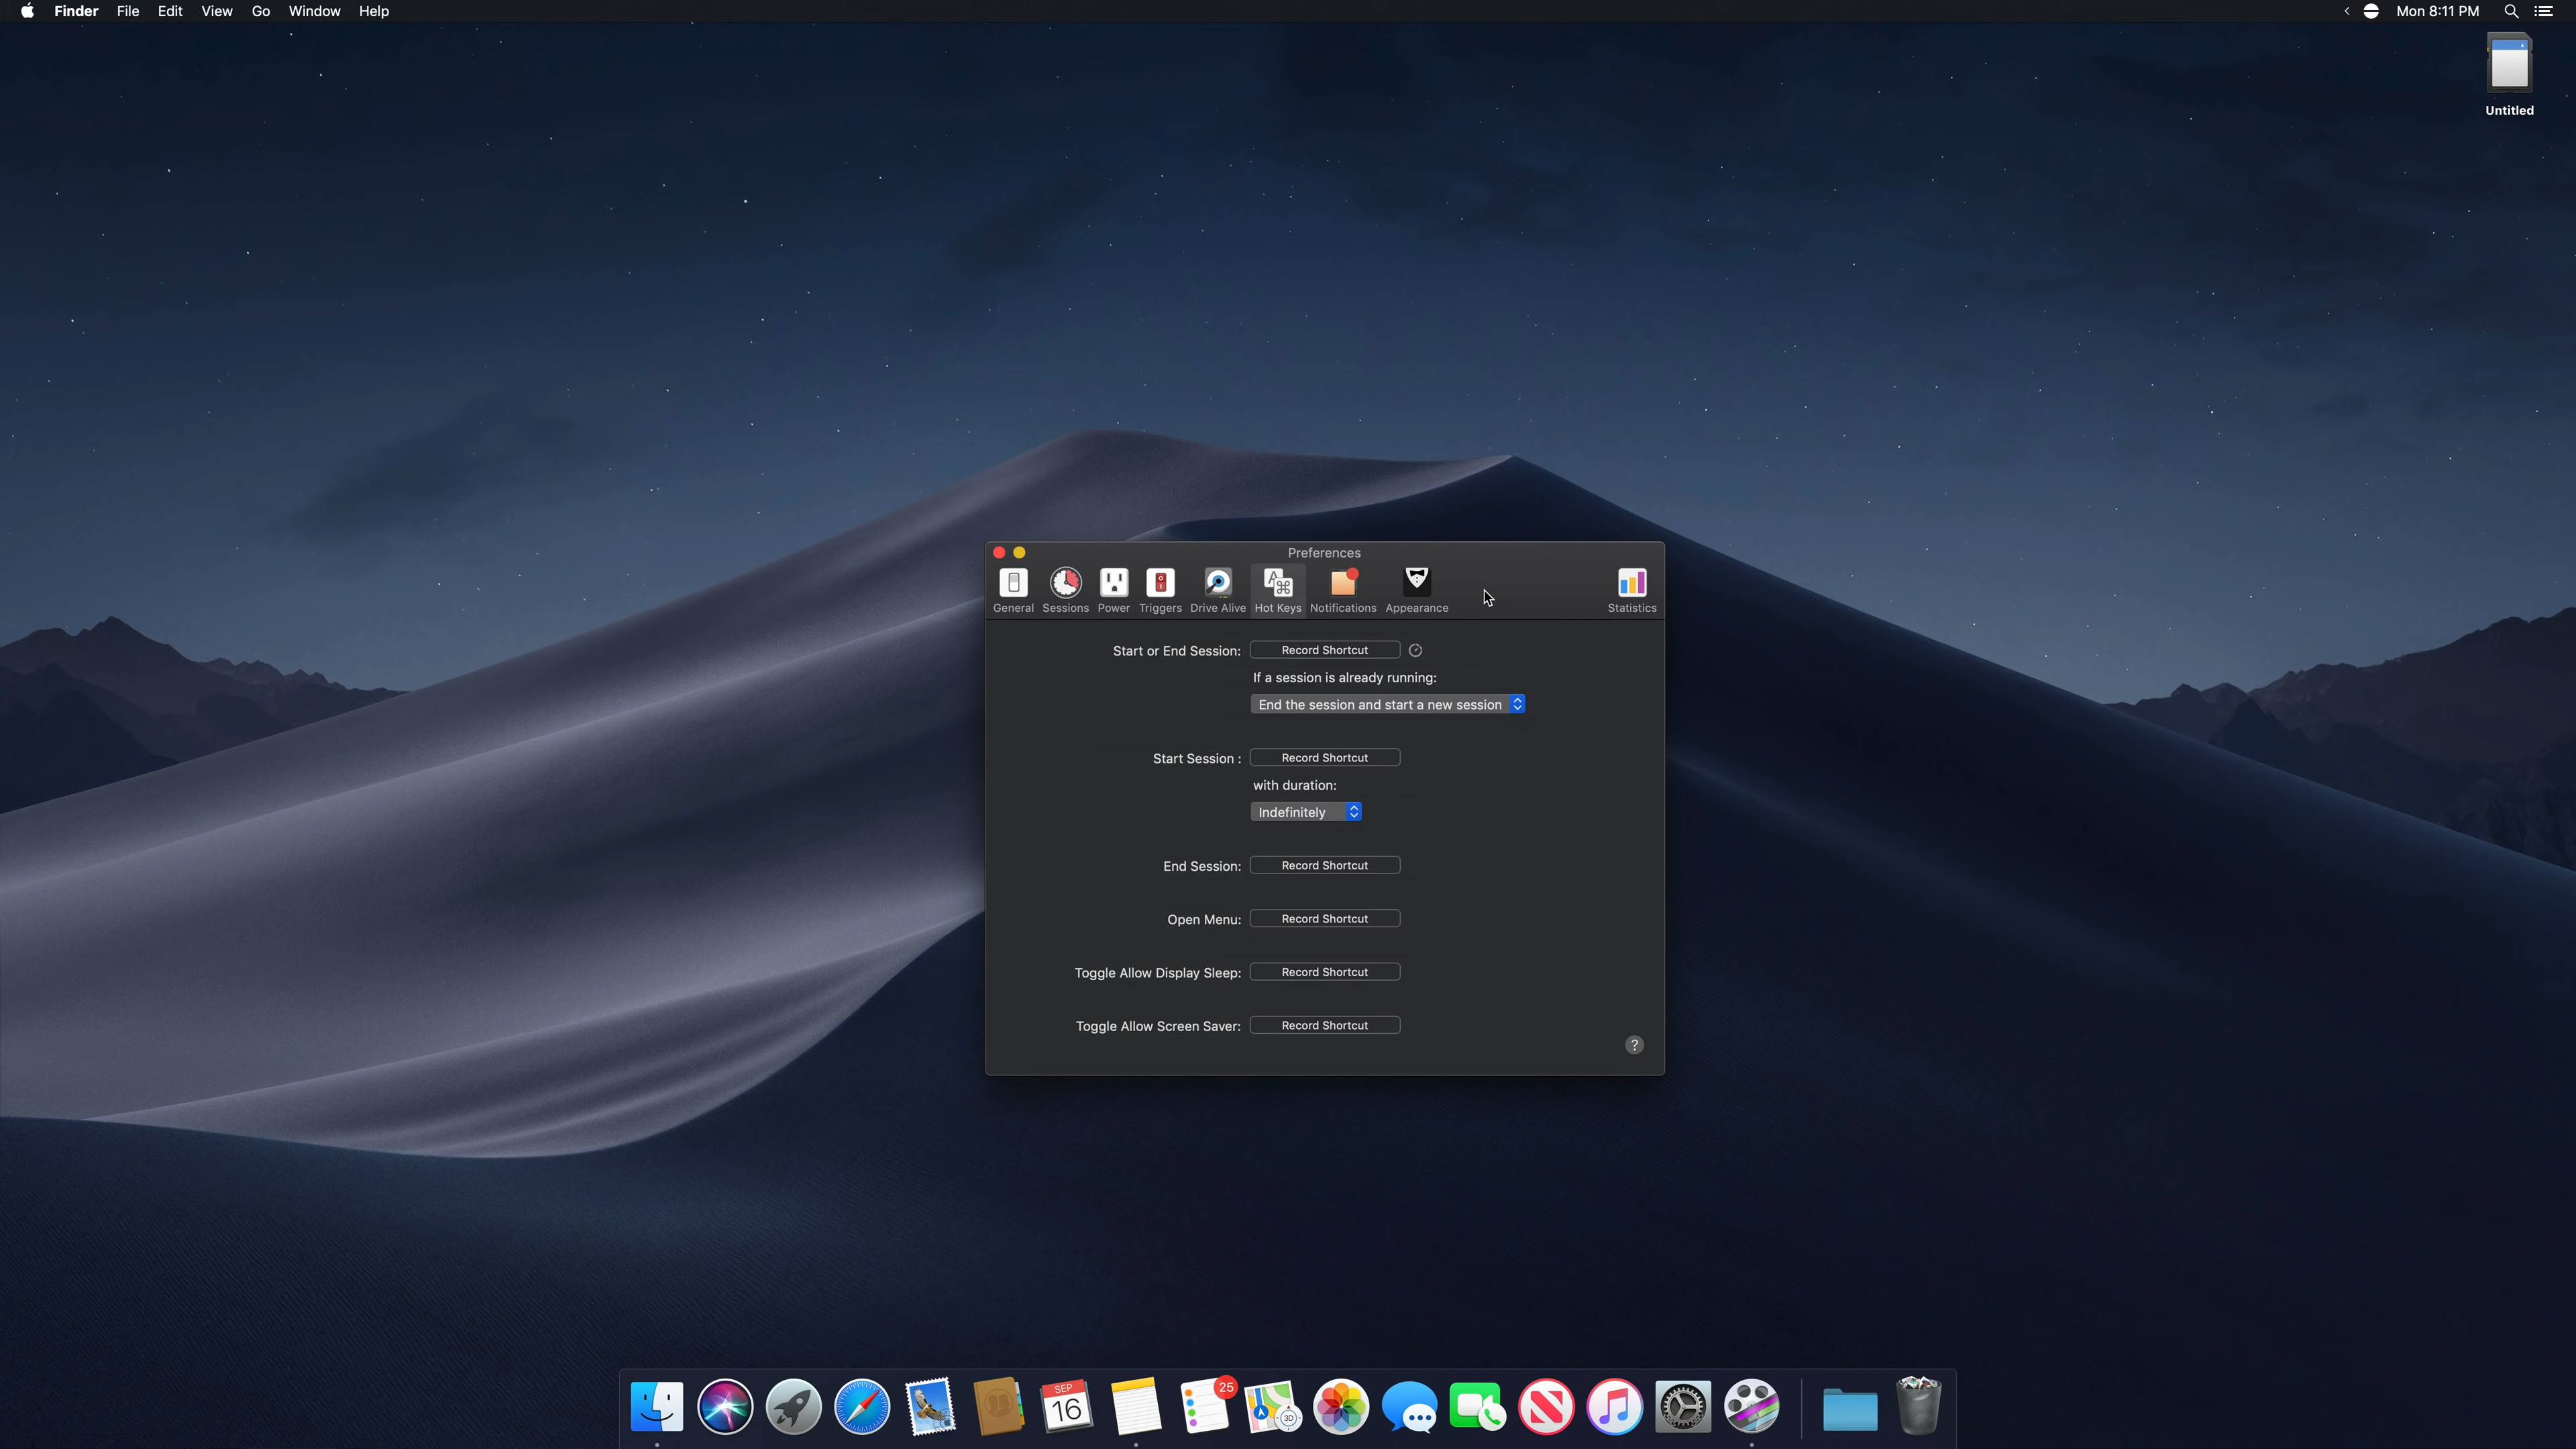 Finder File Edit View Go Window Help
Mon 8:11 PM
Untitled
Preferences
General Sessions Power Triggers Drive Alive Hot Keys Notifications Appearance Statistics
Start or End Session: Record Shortcut
If a session is already running:
End the session and start a new session
Start Session : Record Shortcut
with duration:
Indefinitely
End Session: Record Shortcut
Open Menu: Record Shortcut
Toggle Allow Display Sleep: Record Shortcut
Toggle Allow Screen Saver: Record Shortcut
?
SEP
16
25
3D